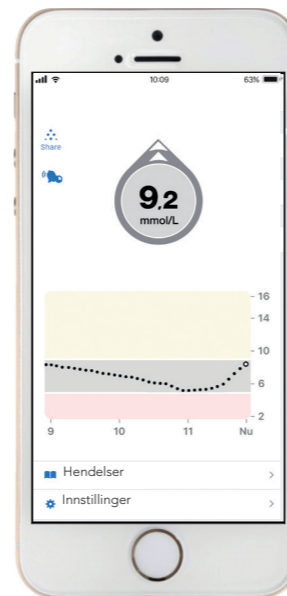 10:09
63%
Share
9,2
mmol/L
16
14
10
6
2
9 10 11 Nu
Hendelser
Innstillinger